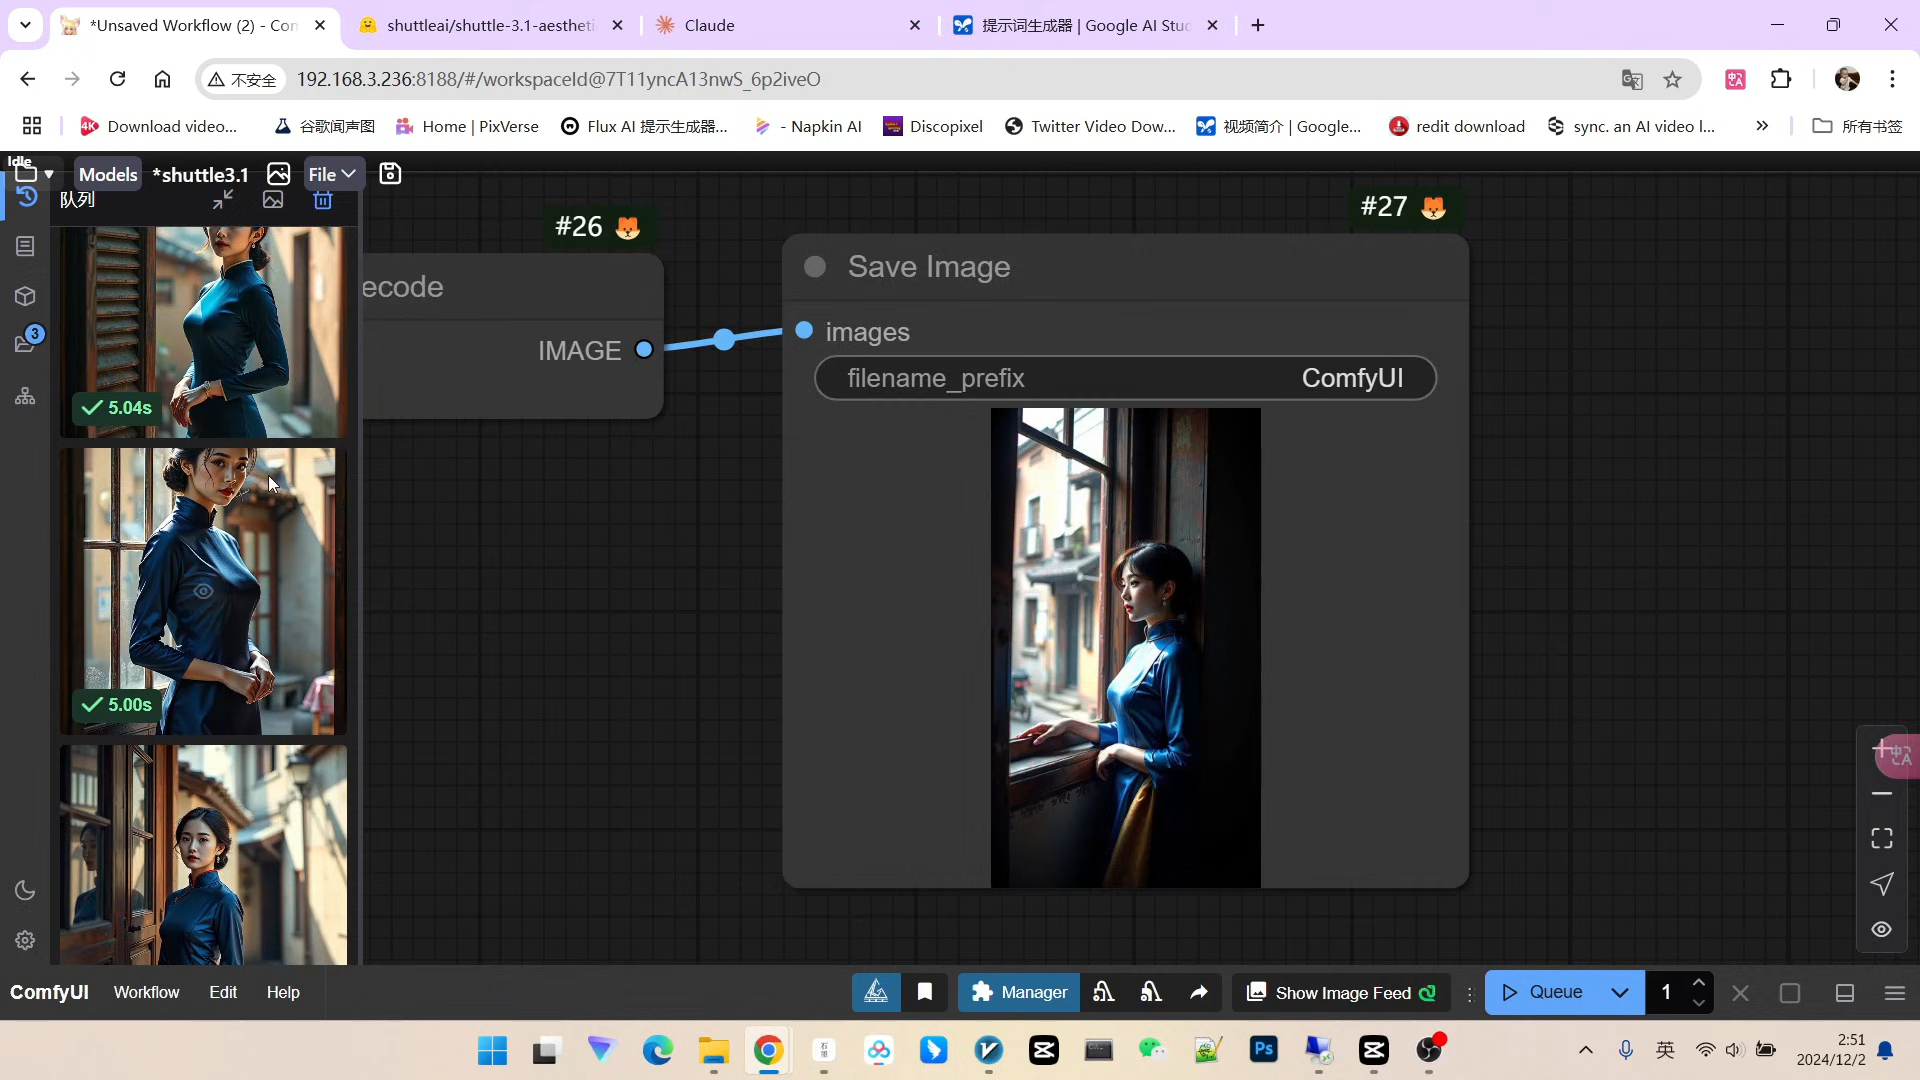 *Unsaved Workflow (2) - Con
shuttleai/shuttle-3.1-aestheti
Claude
提示词生成器 | Google AI Stud
不安全
192.168.3.236:8188/#/workspaceId@7T11yncA13nwS_6p2iveO
4K
Download video...
谷歌闻声图
Home | PixVerse
Flux AI 提示生成器...
- Napkin AI
Discopixel
Twitter Video Dow...
视频简介 | Google...
redit download
sync. an AI video l...
所有书签
Idle
Models
*shuttle3.1
File
队列
#26
#27
ecode
Save Image
IMAGE
images
filename_prefix
ComfyUI
3
5.04s
5.00s
ComfyUI
Workflow
Edit
Help
Manager
Show Image Feed
Queue
1
Ps
英
2:51
2024/12/2